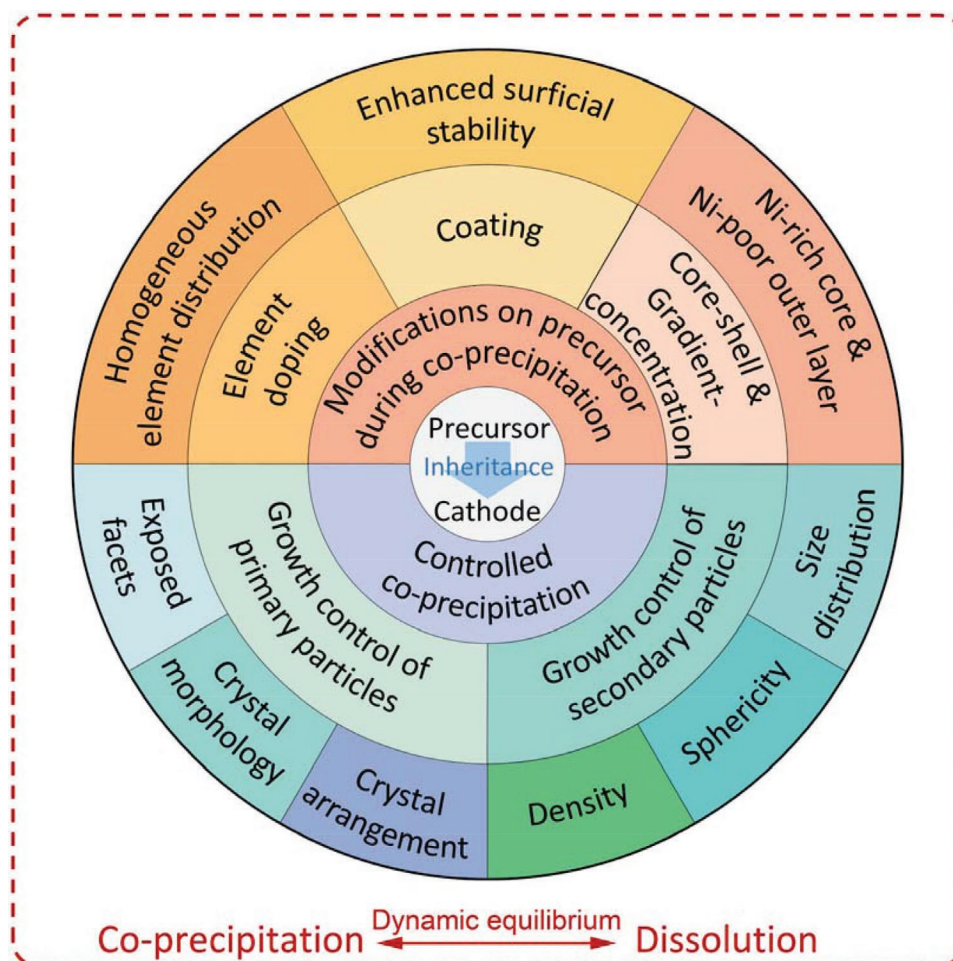 Enhanced surficial
stability
Homogeneous
element distribution
Ni-rich core &
Ni-poor outer layer
Coating
Element
doping
Core-shell &
Gradient-
concentration
Modifications on precursor
during co-precipitation
Precursor
Inheritance
Cathode
Controlled
co-precipitation
Growth control of
primary particles
Growth control of
secondary particles
Exposed
facets
Crystal
morphology
Crystal
arrangement
Density
Sphericity
Size
distribution
Co-precipitation
Dynamic equilibrium
Dissolution